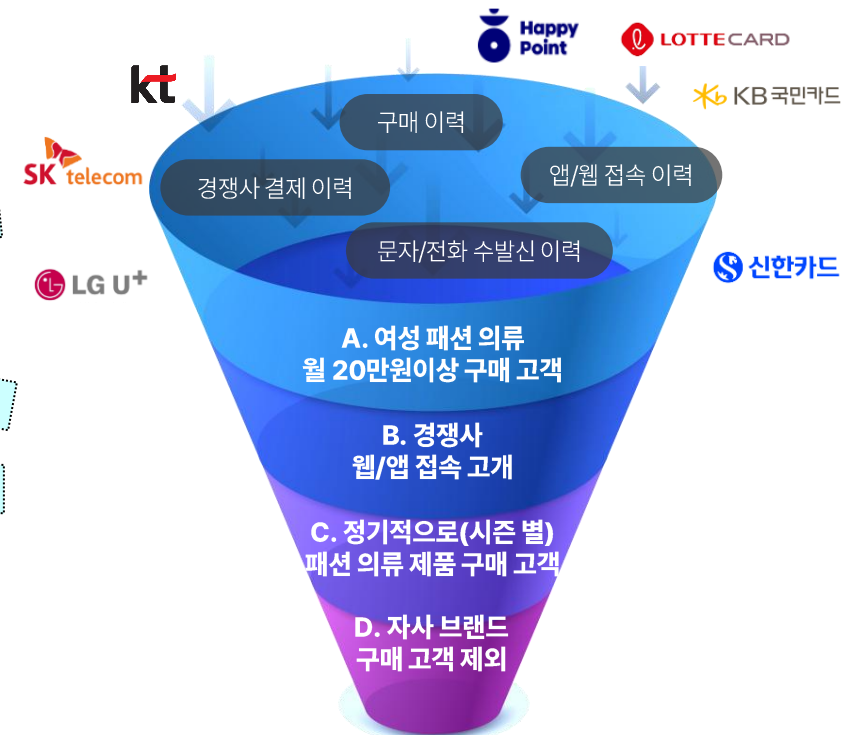 Happy
Point
LOTTE CARD
kt
KB국민카드
구매 이력
SK telecom
경쟁사 결제 이력
앱/웹 접속 이력
문자/전화 수발신 이력
LG U+
신한카드
A. 여성 패션 의류
월 20만원이상 구매 고객
B. 경쟁사
웹/앱 접속 고개
C. 정기적으로(시즌 별)
패션 의류 제품 구매 고객
D. 자사 브랜드
구매 고객 제외